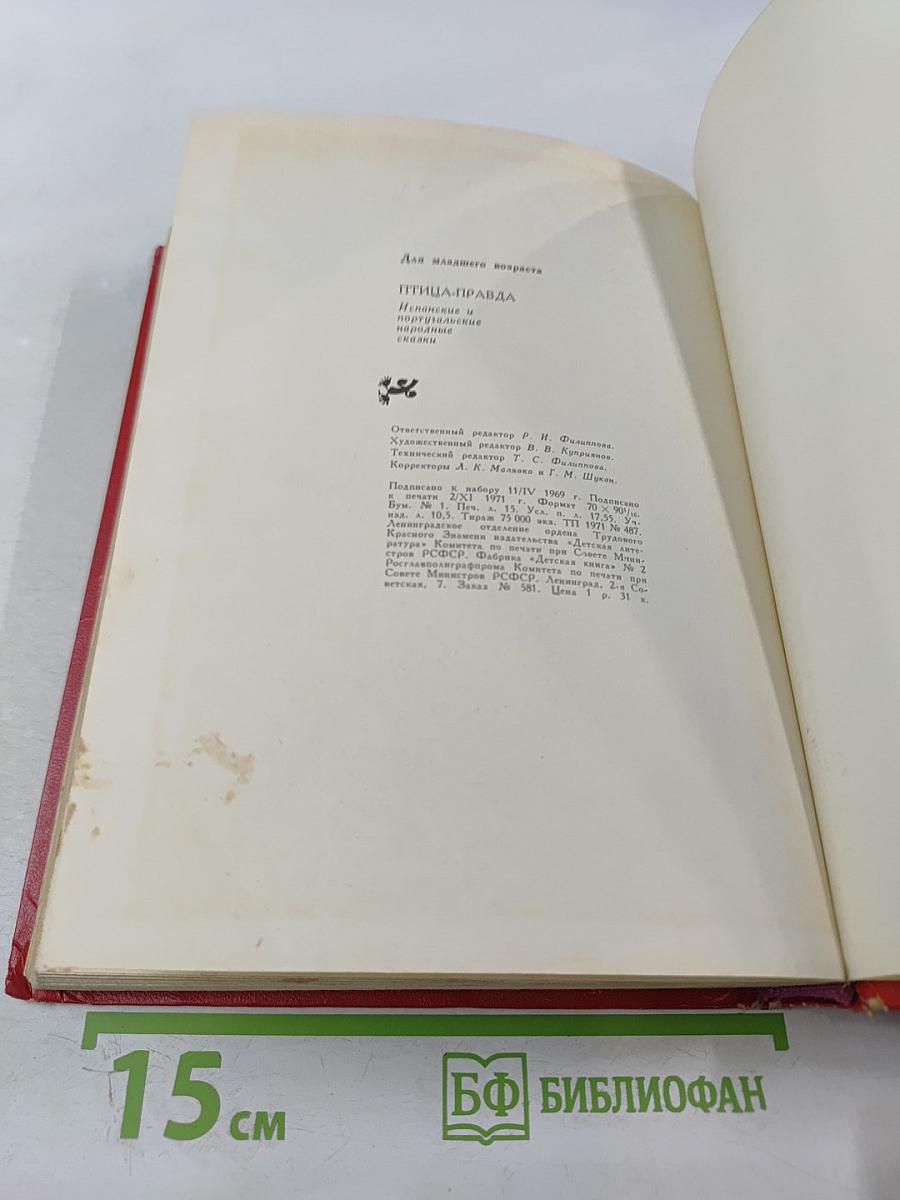 Для младшего возраста
ПТИЦА-ПРАВДА
Испанские и
португальские
народные
сказки
Ответственный редактор Р. И. Филиппова.
Художественный редактор В. В. Куприянов.
Технический редактор Т. С. Филиппова.
Корректоры Л. К. Малявко и Г. М. Шукан.
Подписано к набору 11/IV 1969 г. Подписано
к печати 2/XI 1971 г. Формат 70 × 90¹/₁₆.
Бум. № 1. Печ. л. 15. Усл. п. л. 17,55. Уч-
изд. л. 10,5. Тираж 75 000 экз. ТП 1971 № 487.
Ленинградское отделение ордена Трудового
Красного Знамени издательства «Детская лите-
ратура» Комитета по печати при Совете Мини-
стров РСФСР. Фабрика «Детская книга» № 2
Росглавполиграфпрома Комитета по печати при
Совете Министров РСФСР. Ленинград, 2-я Со-
ветская, 7. Заказ № 581. Цена 1 р. 31 к.
15 см
БФ БИБЛИОФАН